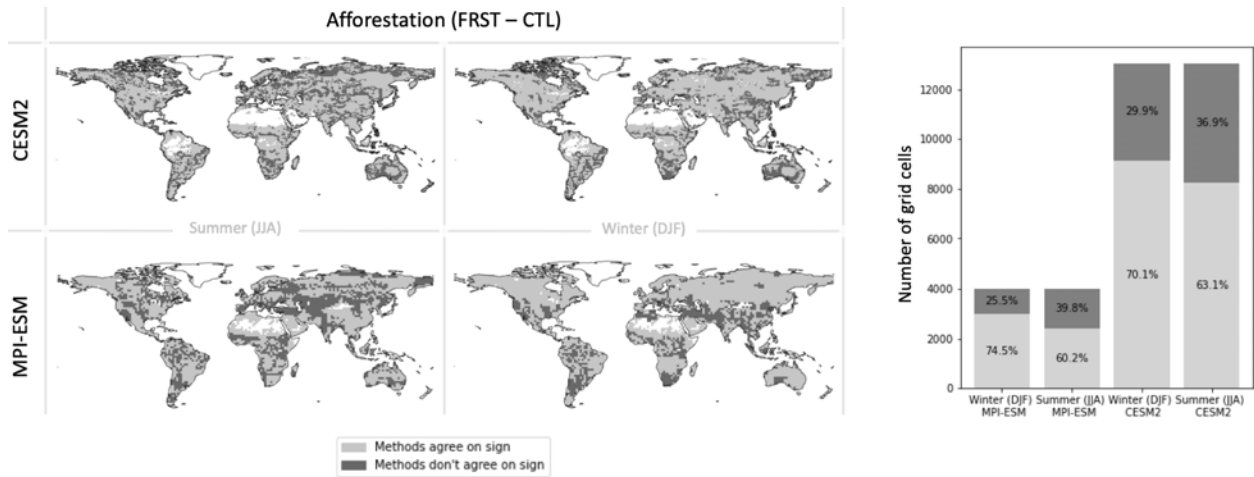 Afforestation (FRST – CTL)
CESM2
Summer (JJA)
Winter (DJF)
MPI-ESM
Methods agree on sign
Methods don't agree on sign
Number of grid cells
12000
10000
8000
6000
4000
2000
0
25.5%
74.5%
39.8%
60.2%
29.9%
70.1%
36.9%
63.1%
Winter (DJF)
MPI-ESM
Summer (JJA)
MPI-ESM
Winter (DJF)
CESM2
Summer (JJA)
CESM2